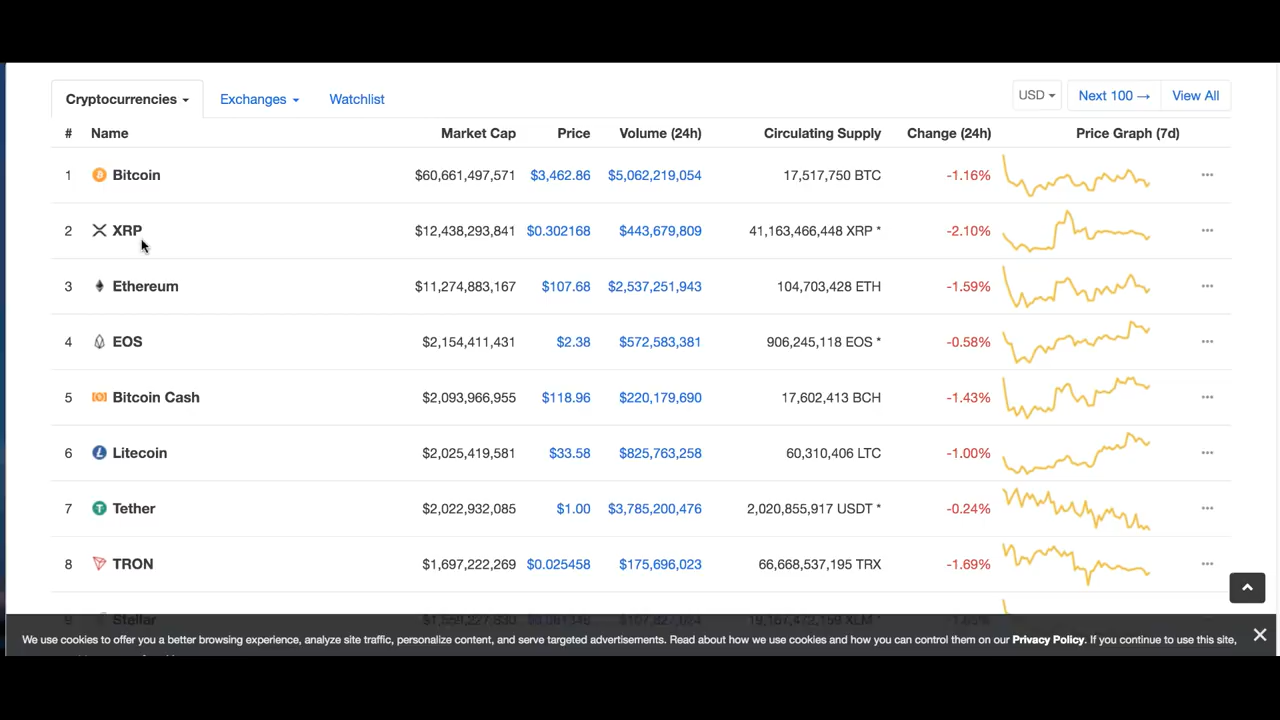 Cryptocurrencies Exchanges Watchlist USD Next 100 → View All
# Name Market Cap Price Volume (24h) Circulating Supply Change (24h) Price Graph (7d)
1 Bitcoin $60,661,497,571 $3,462.86 $5,062,219,054 17,517,750 BTC -1.16%
2 XRP $12,438,293,841 $0.302168 $443,679,809 41,163,466,448 XRP * -2.10%
3 Ethereum $11,274,883,167 $107.68 $2,537,251,943 104,703,428 ETH -1.59%
4 EOS $2,154,411,431 $2.38 $572,583,381 906,245,118 EOS * -0.58%
5 Bitcoin Cash $2,093,966,955 $118.96 $220,179,690 17,602,413 BCH -1.43%
6 Litecoin $2,025,419,581 $33.58 $825,763,258 60,310,406 LTC -1.00%
7 Tether $2,022,932,085 $1.00 $3,785,200,476 2,020,855,917 USDT * -0.24%
8 TRON $1,697,222,269 $0.025458 $175,696,023 66,668,537,195 TRX -1.69%
9 Stellar
We use cookies to offer you a better browsing experience, analyze site traffic, personalize content, and serve targeted advertisements. Read about how we use cookies and how you can control them on our Privacy Policy. If you continue to use this site,